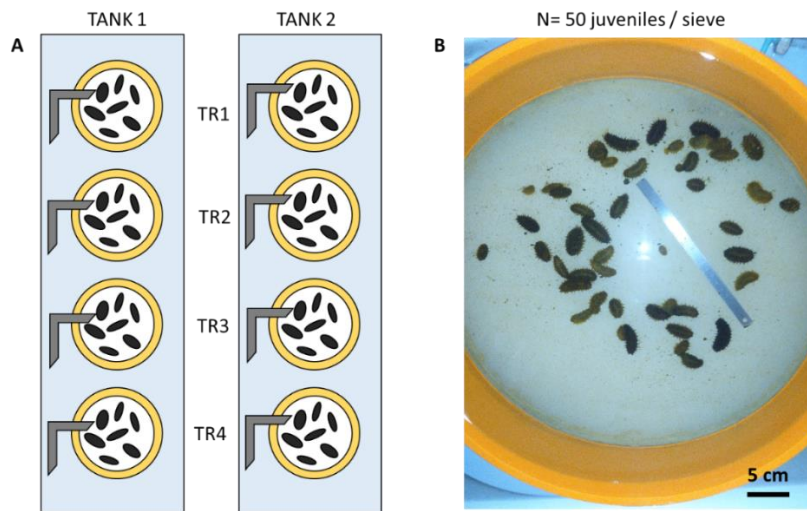 TANK 1
TANK 2
N= 50 juveniles / sieve
A
B
TR1
TR2
TR3
TR4
5 cm